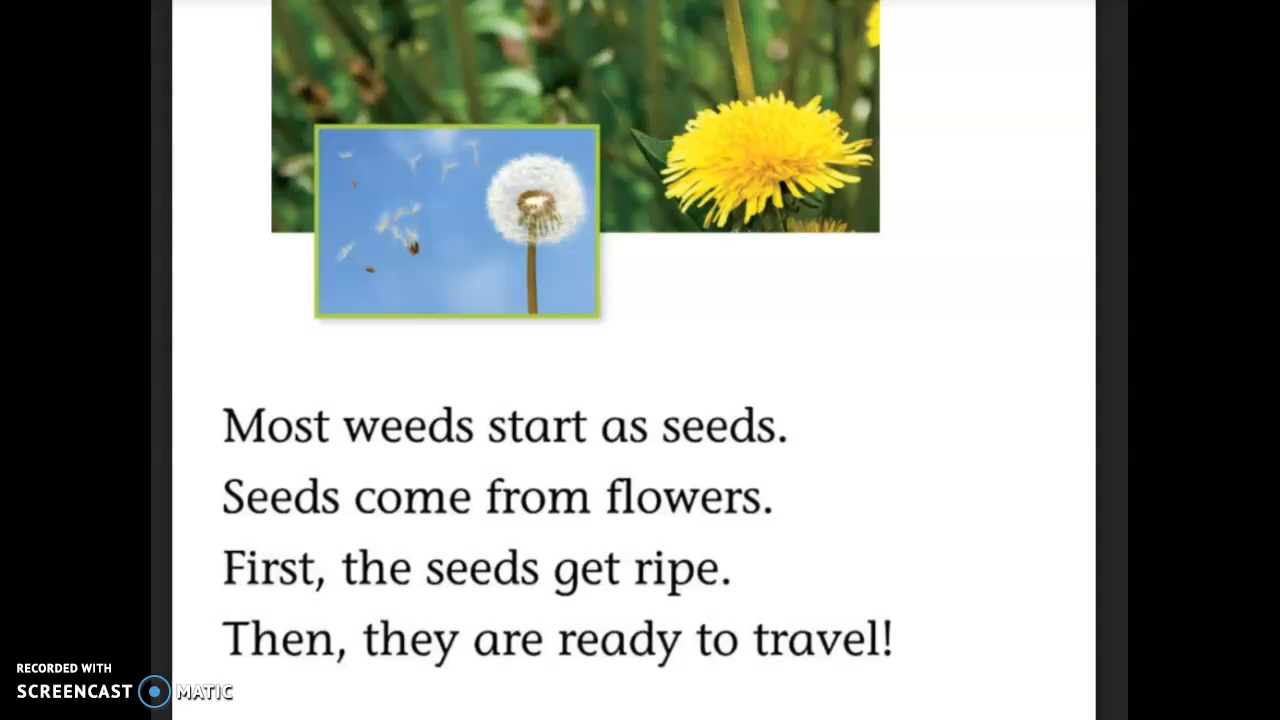 Most weeds start as seeds.
Seeds come from flowers.
First, the seeds get ripe.
Then, they are ready to travel!
RECORDED WITH
SCREENCAST MATIC